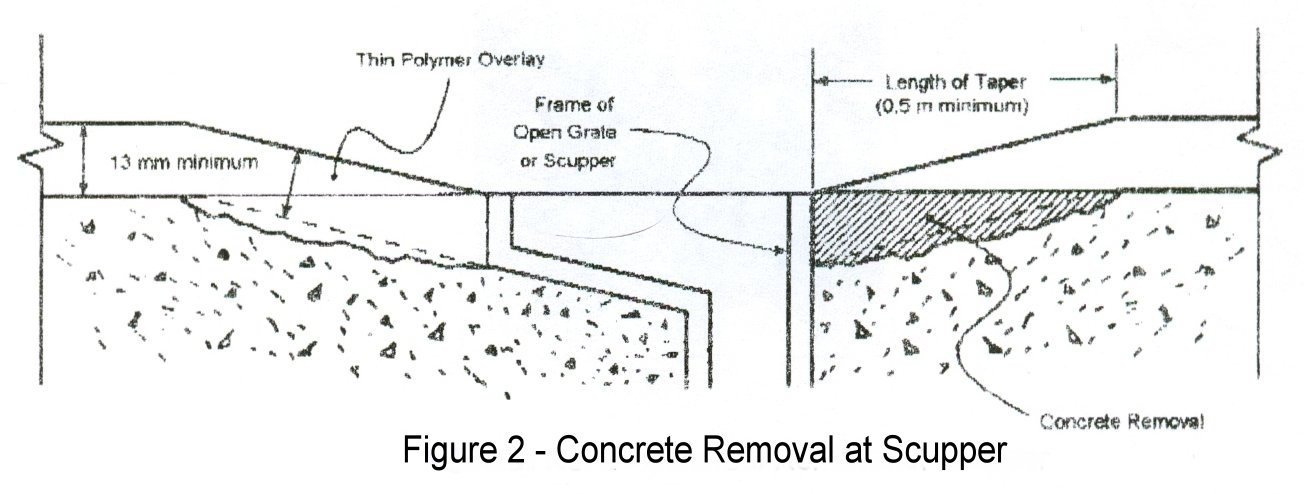 Thin Polymer Overlay
Frame of
Open Grate
or Scupper
Length of Taper
(0.5 m minimum)
13 mm minimum
Concrete Removal
Figure 2 - Concrete Removal at Scupper